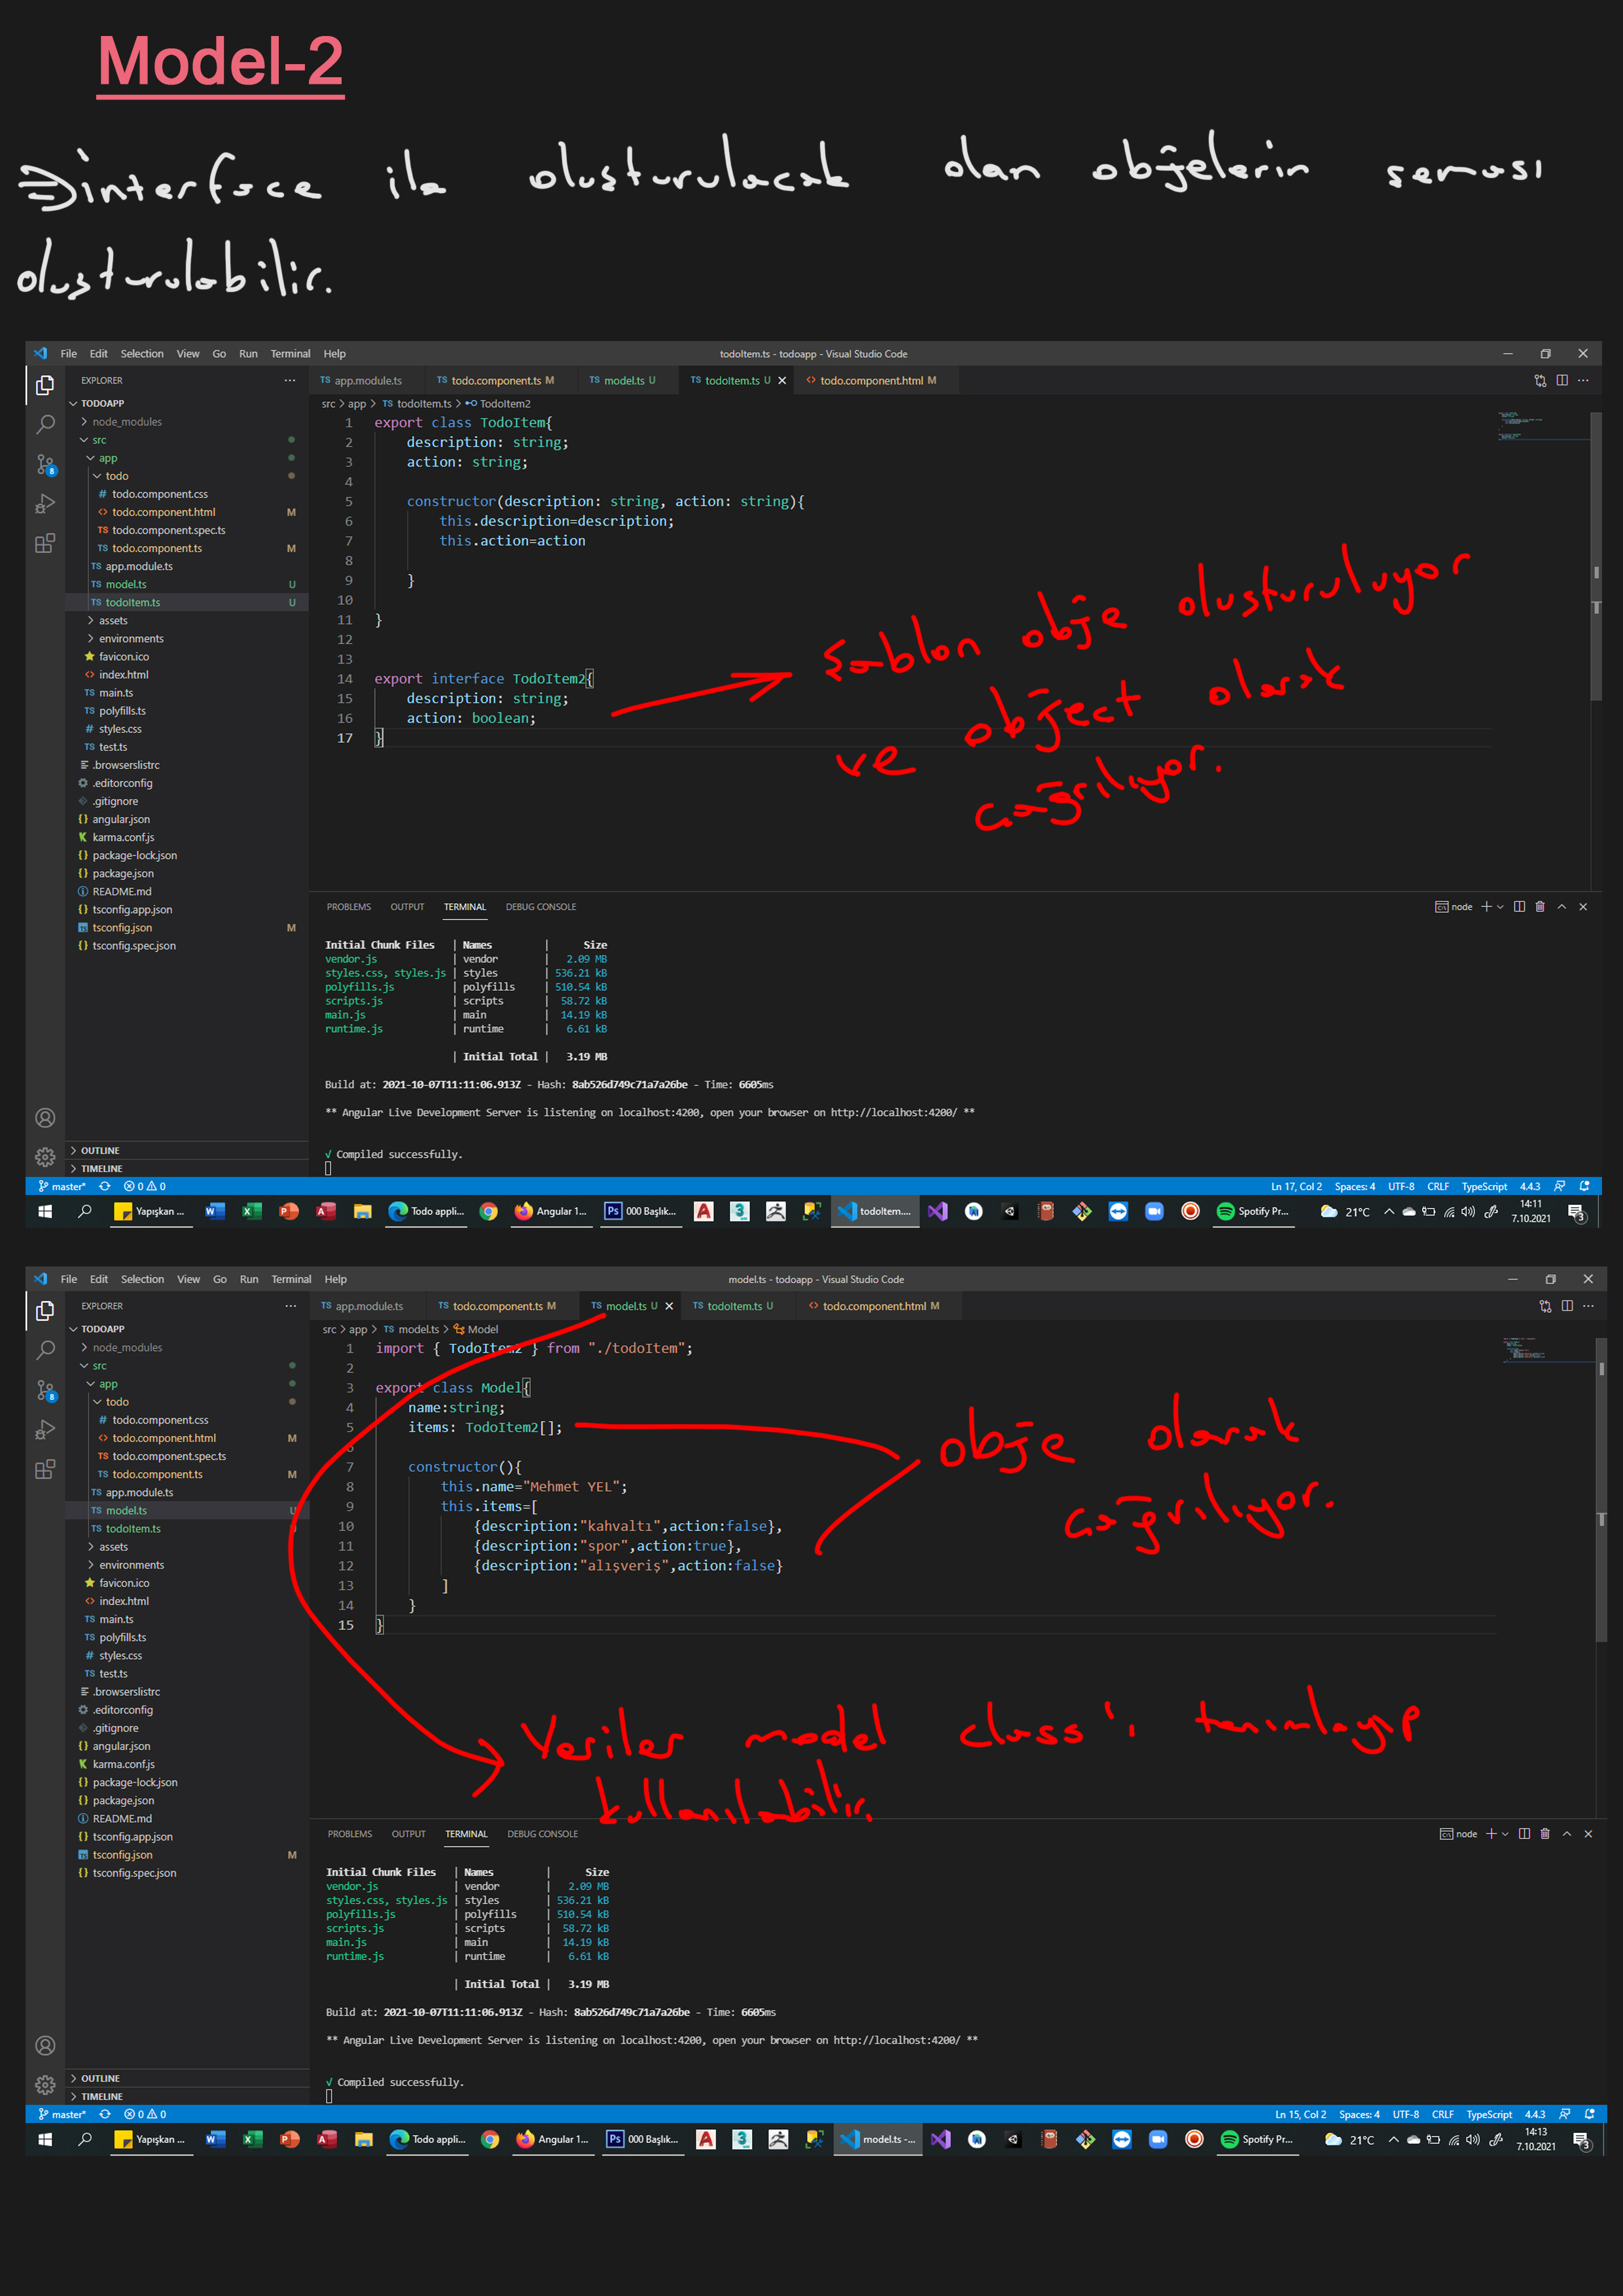 Model-2
=> interface ile oluşturulacak olan objelerin şeması
oluşturulabilir.
File Edit Selection View Go Run Terminal Help
todoItem.ts - todoapp - Visual Studio Code
EXPLORER
TODOAPP
node_modules
src
app
todo
todo.component.css
todo.component.html M
todo.component.spec.ts
todo.component.ts M
app.module.ts
model.ts U
todoItem.ts U
assets
environments
favicon.ico
index.html
main.ts
polyfills.ts
styles.css
test.ts
.browserslistrc
.editorconfig
.gitignore
angular.json
karma.conf.js
package-lock.json
package.json
README.md
tsconfig.app.json
tsconfig.json M
tsconfig.spec.json
OUTLINE
TIMELINE
app.module.ts todo.component.ts M model.ts U todoItem.ts U todo.component.html M
src > app > TS todoItem.ts > TodoItem2
1 export class TodoItem{
2 description: string;
3 action: string;
4
5 constructor(description: string, action: string){
6 this.description=description;
7 this.action=action
8
9 }
10
11 }
12
13
14 export interface TodoItem2{
15 description: string;
16 action: boolean;
17 }
Şablon obje oluşturuluyor
ve object olarak
çağrılıyor.
PROBLEMS OUTPUT TERMINAL DEBUG CONSOLE
node
Initial Chunk Files | Names | Size
vendor.js | vendor | 2.09 MB
styles.css, styles.js | styles | 536.21 kB
polyfills.js | polyfills | 510.54 kB
scripts.js | scripts | 58.72 kB
main.js | main | 14.19 kB
runtime.js | runtime | 6.61 kB
| Initial Total | 3.19 MB
Build at: 2021-10-07T11:11:06.913Z - Hash: 8ab526d749c71a7a26be - Time: 6605ms
** Angular Live Development Server is listening on localhost:4200, open your browser on http://localhost:4200/ **
√ Compiled successfully.
master* 0 0 Ln 17, Col 2 Spaces: 4 UTF-8 CRLF TypeScript 4.4.3
Yapışkan ... Todo appli... Angular 1... 000 Başlık... todoItem.... Spotify Pr... 21°C 14:11
7.10.2021 3
File Edit Selection View Go Run Terminal Help
model.ts - todoapp - Visual Studio Code
EXPLORER
TODOAPP
node_modules
src
app
todo
todo.component.css
todo.component.html M
todo.component.spec.ts
todo.component.ts M
app.module.ts
model.ts U
todoItem.ts
assets
environments
favicon.ico
index.html
main.ts
polyfills.ts
styles.css
test.ts
.browserslistrc
.editorconfig
.gitignore
angular.json
karma.conf.js
package-lock.json
package.json
README.md
tsconfig.app.json
tsconfig.json M
tsconfig.spec.json
OUTLINE
TIMELINE
app.module.ts todo.component.ts M model.ts U todoItem.ts U todo.component.html M
src > app > TS model.ts > Model
1 import { TodoItem2 } from "./todoItem";
2
3 export class Model{
4 name:string;
5 items: TodoItem2[];
6
7 constructor(){
8 this.name="Mehmet YEL";
9 this.items=[
10 {description:"kahvaltı",action:false},
11 {description:"spor",action:true},
12 {description:"alışveriş",action:false}
13 ]
14 }
15 }
obje olarak
çağrılıyor.
Veriler model class'ı tanımlayıp
kullanılabilir.
PROBLEMS OUTPUT TERMINAL DEBUG CONSOLE
node
Initial Chunk Files | Names | Size
vendor.js | vendor | 2.09 MB
styles.css, styles.js | styles | 536.21 kB
polyfills.js | polyfills | 510.54 kB
scripts.js | scripts | 58.72 kB
main.js | main | 14.19 kB
runtime.js | runtime | 6.61 kB
| Initial Total | 3.19 MB
Build at: 2021-10-07T11:11:06.913Z - Hash: 8ab526d749c71a7a26be - Time: 6605ms
** Angular Live Development Server is listening on localhost:4200, open your browser on http://localhost:4200/ **
√ Compiled successfully.
master* 0 0 Ln 15, Col 2 Spaces: 4 UTF-8 CRLF TypeScript 4.4.3
Yapışkan ... Todo appli... Angular 1... 000 Başlık... model.ts -... Spotify Pr... 21°C 14:13
7.10.2021 3